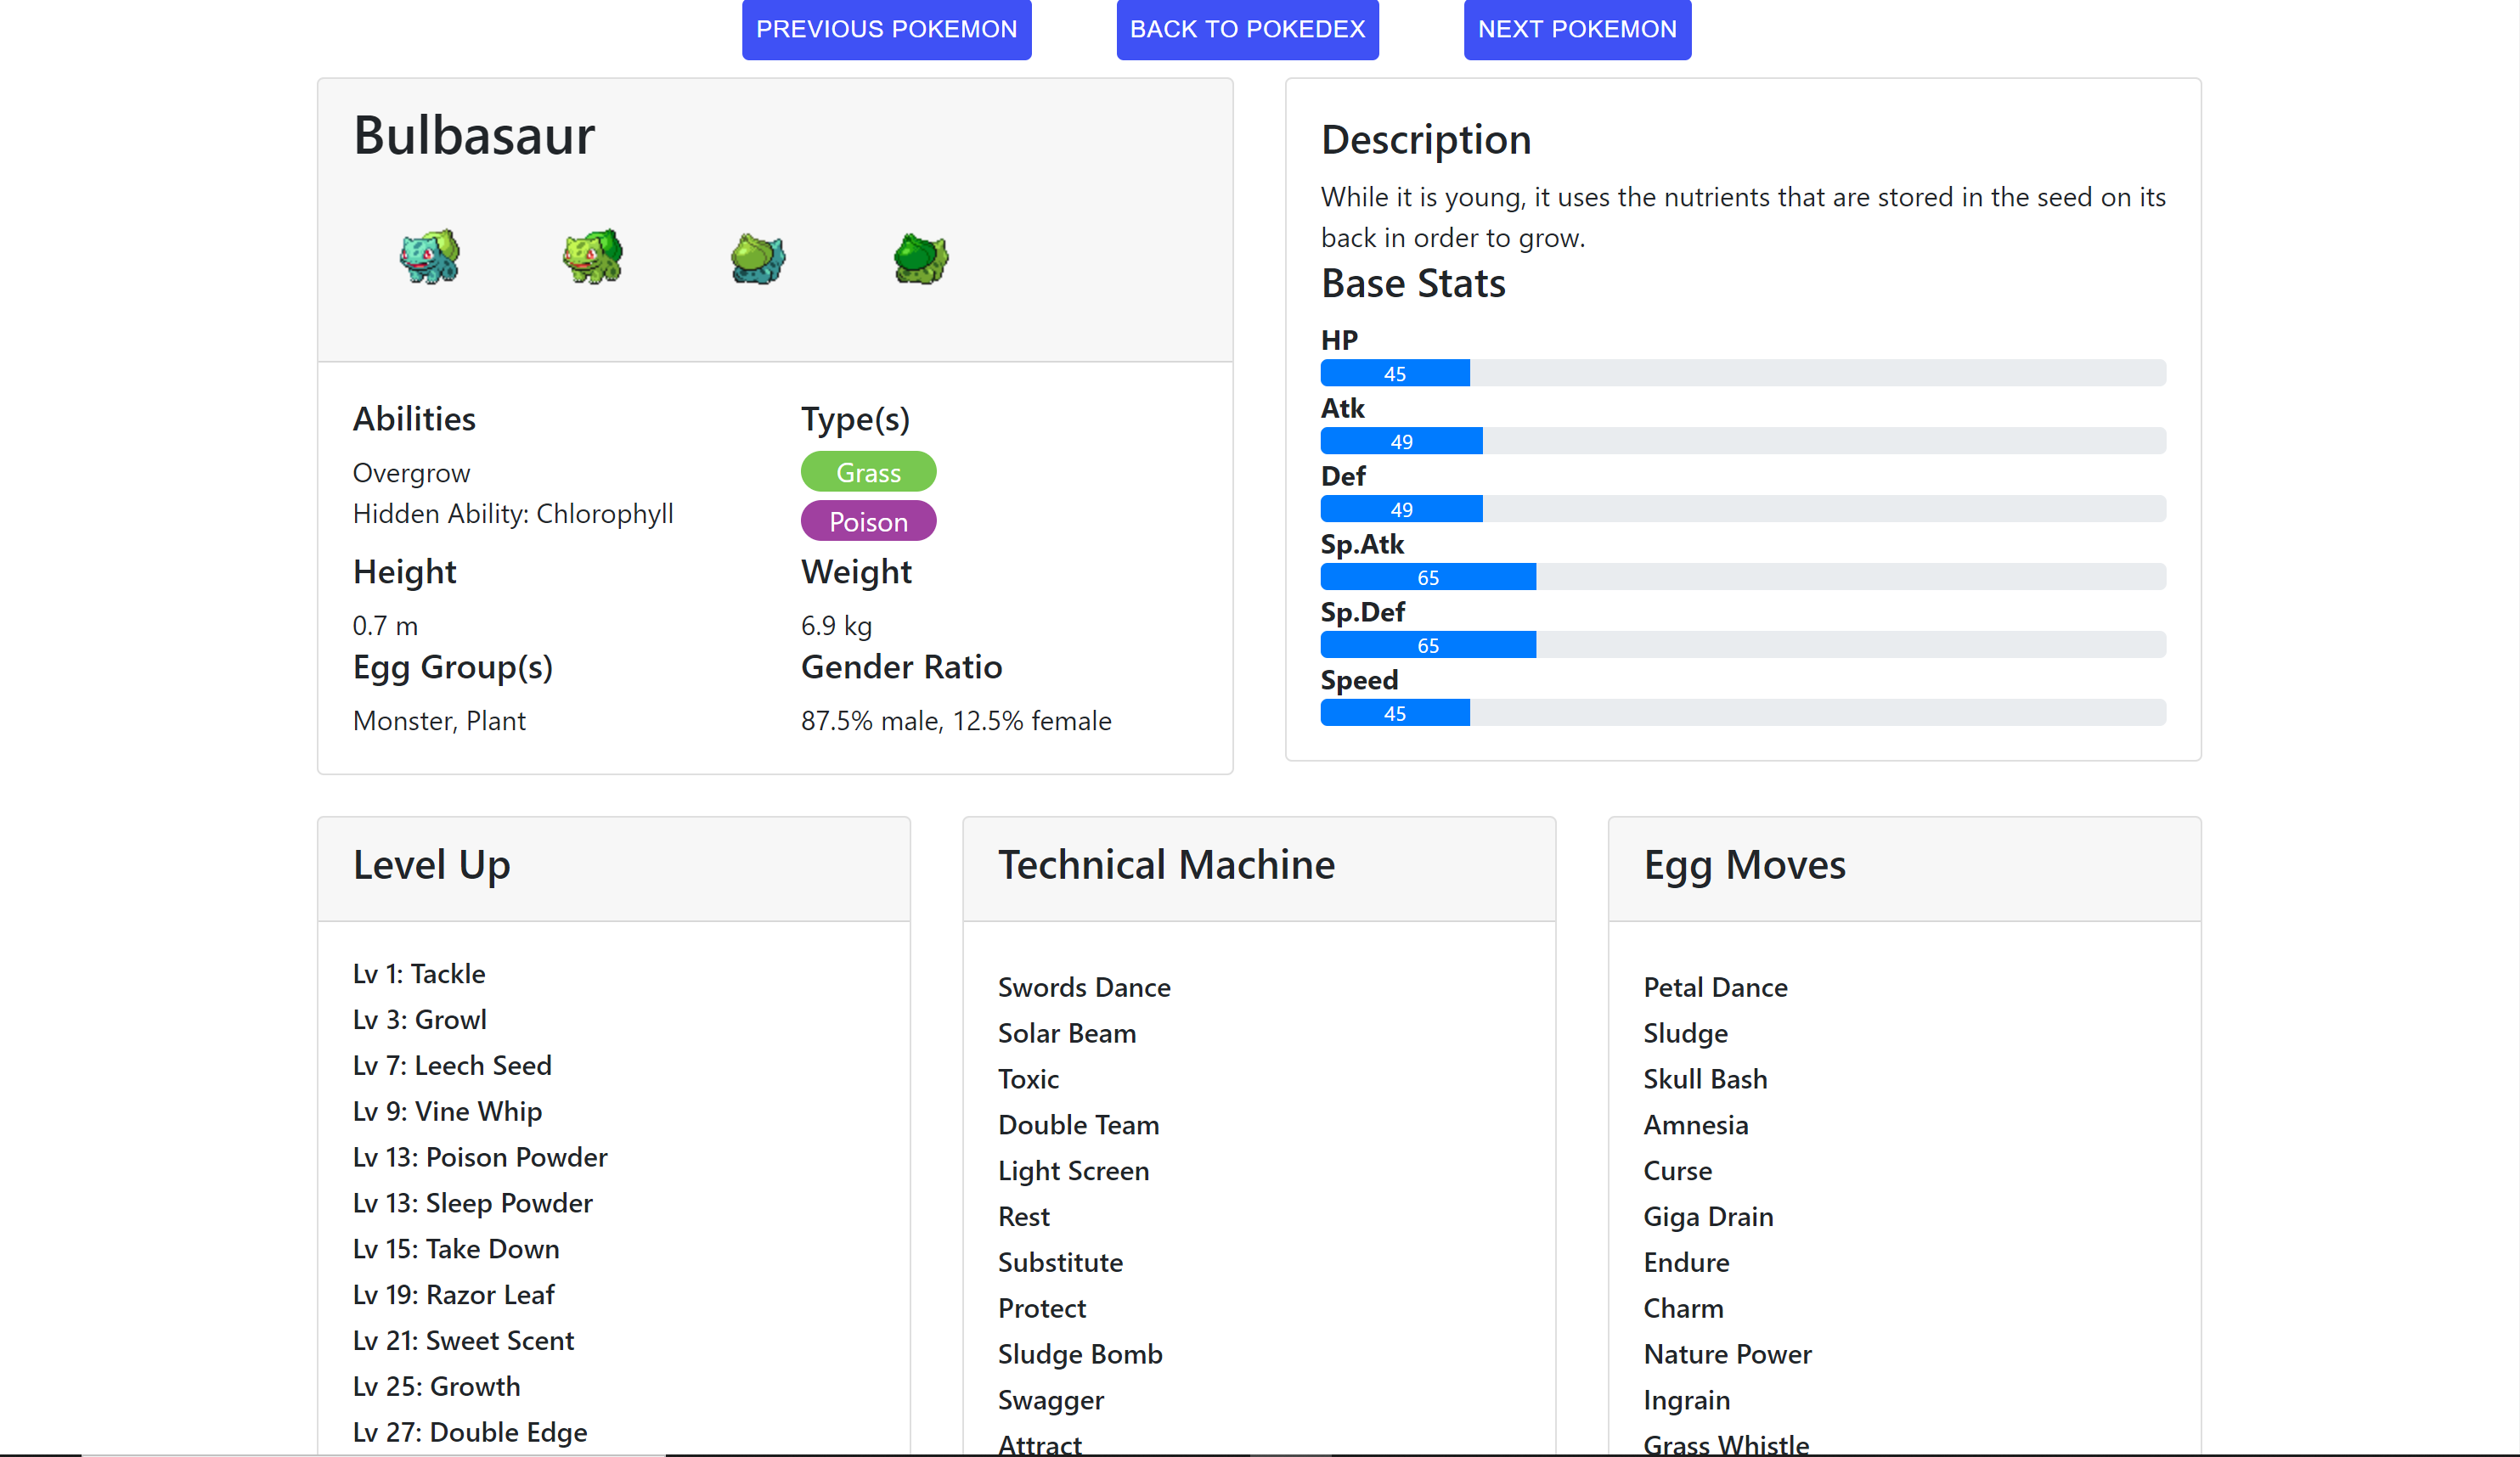 PREVIOUS POKEMON
BACK TO POKEDEX
NEXT POKEMON
Bulbasaur
Abilities
Overgrow
Hidden Ability: Chlorophyll
Type(s)
Grass
Poison
Height
0.7 m
Weight
6.9 kg
Egg Group(s)
Monster, Plant
Gender Ratio
87.5% male, 12.5% female
Description
While it is young, it uses the nutrients that are stored in the seed on its
back in order to grow.
Base Stats
HP
45
Atk
49
Def
49
Sp.Atk
65
Sp.Def
65
Speed
45
Level Up
Lv 1: Tackle
Lv 3: Growl
Lv 7: Leech Seed
Lv 9: Vine Whip
Lv 13: Poison Powder
Lv 13: Sleep Powder
Lv 15: Take Down
Lv 19: Razor Leaf
Lv 21: Sweet Scent
Lv 25: Growth
Lv 27: Double Edge
Technical Machine
Swords Dance
Solar Beam
Toxic
Double Team
Light Screen
Rest
Substitute
Protect
Sludge Bomb
Swagger
Attract
Egg Moves
Petal Dance
Sludge
Skull Bash
Amnesia
Curse
Giga Drain
Endure
Charm
Nature Power
Ingrain
Grass Whistle